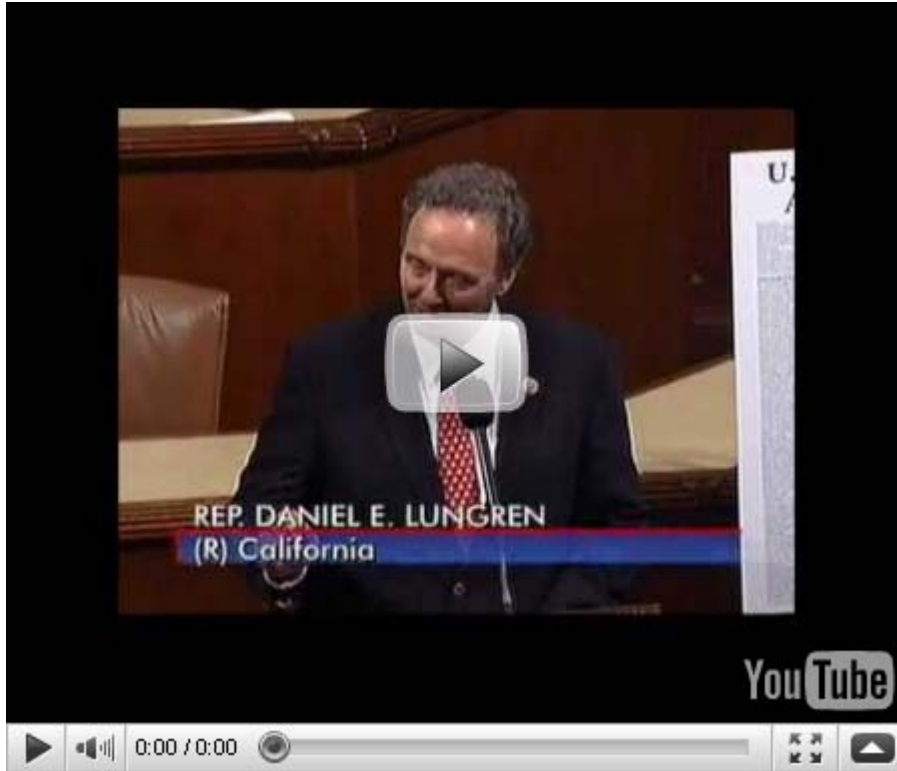 U.
REP. DANIEL E. LUNGREN
(R) California
YouTube
0:00 / 0:00